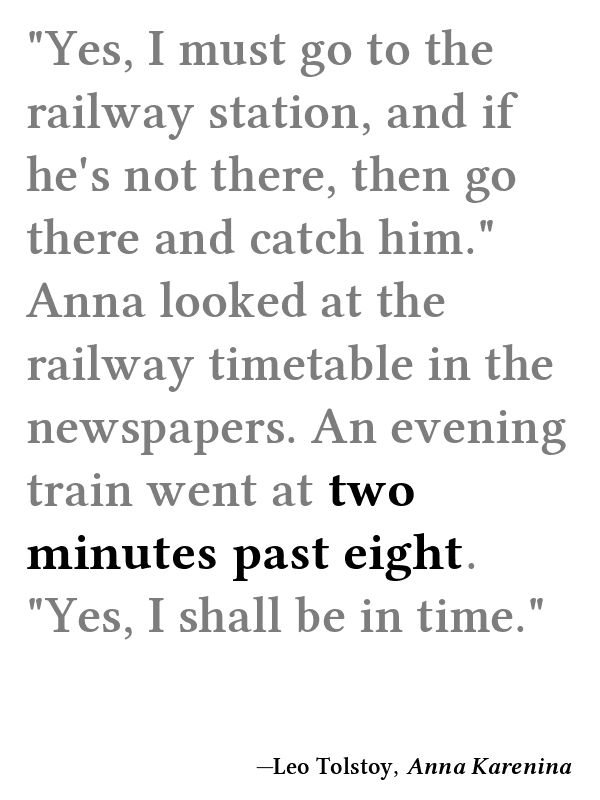 "Yes, I must go to the
railway station, and if
he's not there, then go
there and catch him."
Anna looked at the
railway timetable in the
newspapers. An evening
train went at two
minutes past eight.
"Yes, I shall be in time."
—Leo Tolstoy, Anna Karenina